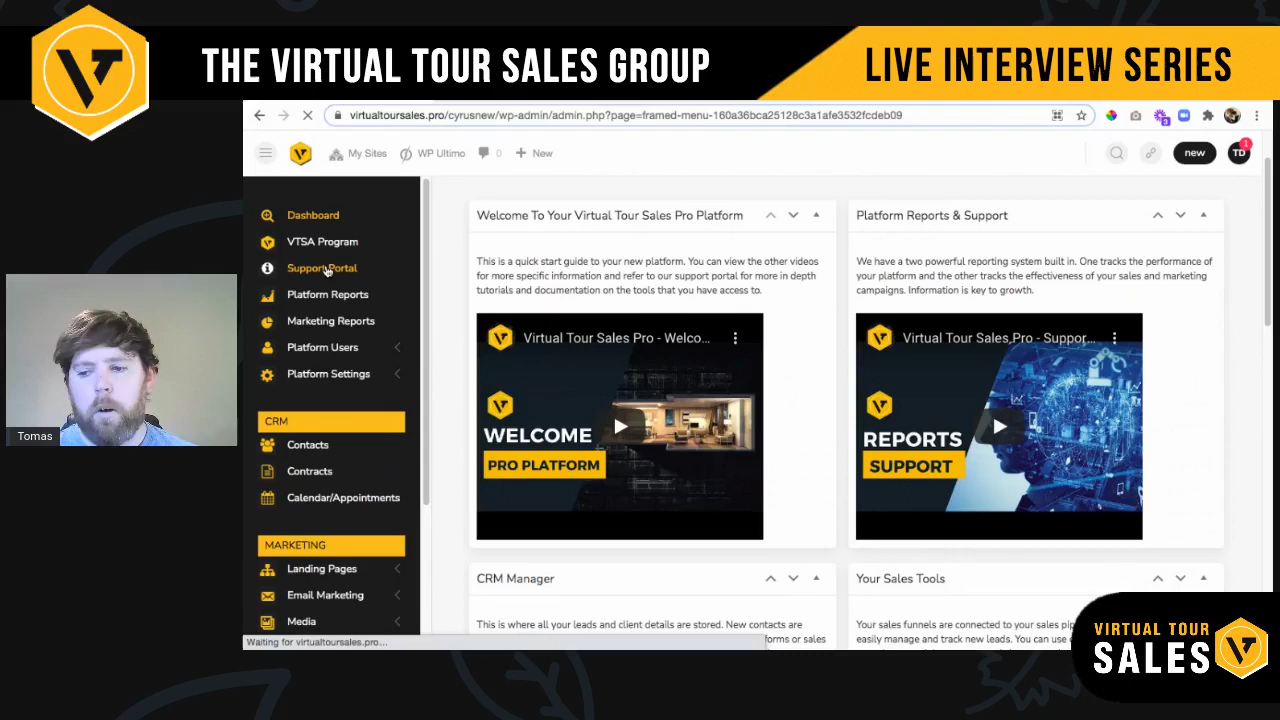 THE VIRTUAL TOUR SALES GROUP
LIVE INTERVIEW SERIES
virtualtoursales.pro/cyrusnew/wp-admin/admin.php?page=framed-menu-160a36bca25128c3a1afe3532fcdeb09
3
My Sites
WP Ultimo
0
New
new
TD
1
Dashboard
VTSA Program
Support Portal
Platform Reports
Marketing Reports
Platform Users
Platform Settings
CRM
Contacts
Contracts
Calendar/Appointments
MARKETING
Landing Pages
Email Marketing
Media
Waiting for virtualtoursales.pro...
Welcome To Your Virtual Tour Sales Pro Platform
This is a quick start guide to your new platform. You can view the other videos
for more specific information and refer to our support portal for more in depth
tutorials and documentation on the tools that you have access to.
Virtual Tour Sales Pro - Welco...
WELCOME
PRO PLATFORM
Platform Reports & Support
We have a two powerful reporting system built in. One tracks the performance of
your platform and the other tracks the effectiveness of your sales and marketing
campaigns. Information is key to growth.
Virtual Tour Sales Pro - Suppor...
REPORTS
SUPPORT
CRM Manager
This is where all your leads and client details are stored. New contacts are
forms or sales
Your Sales Tools
Your sales funnels are connected to your sales
easily manage and track new leads. You can use
Tomas
VIRTUAL TOUR
SALES